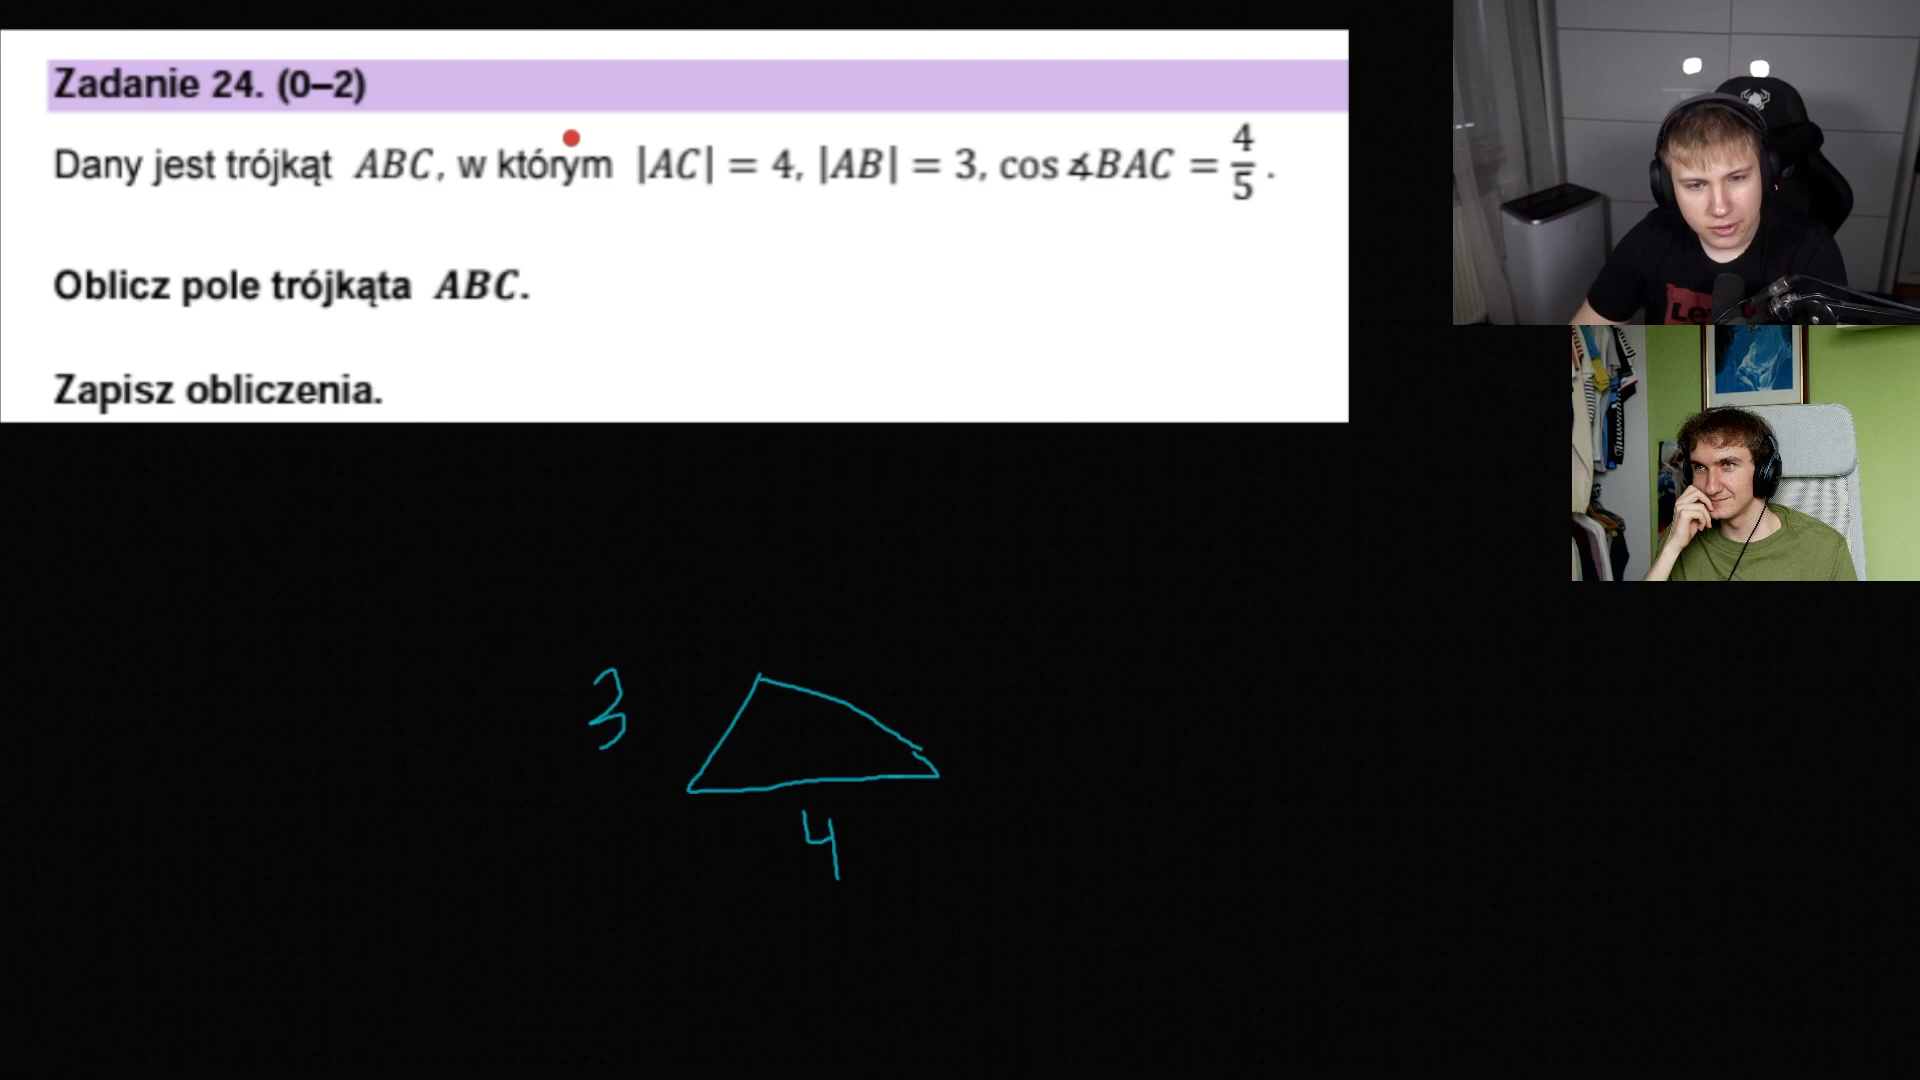 Zadanie 24. (0–2)
Dany jest trójkąt ABC, w którym |AC| = 4, |AB| = 3, cos ∡BAC = 4/5 .
Oblicz pole trójkąta ABC.
Zapisz obliczenia.
3
4